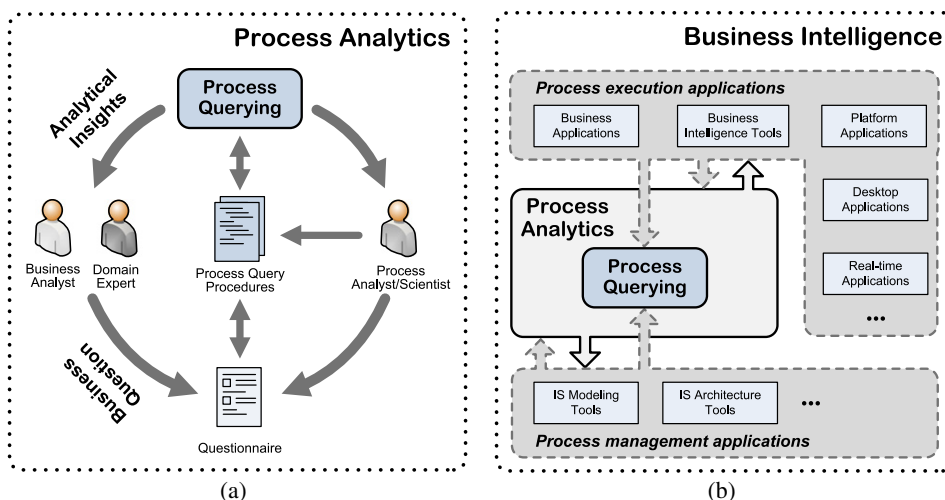 Process Analytics
Process
Querying
Analytical
Insights
Business
Analyst
Domain
Expert
Process Query
Procedures
Process
Analyst/Scientist
Business
Question
Questionnaire
(a)
Business Intelligence
Process execution applications
Business
Applications
Business
Intelligence Tools
Platform
Applications
Desktop
Applications
Real-time
Applications
...
Process
Analytics
Process
Querying
IS Modeling
Tools
IS Architecture
Tools
...
Process management applications
(b)